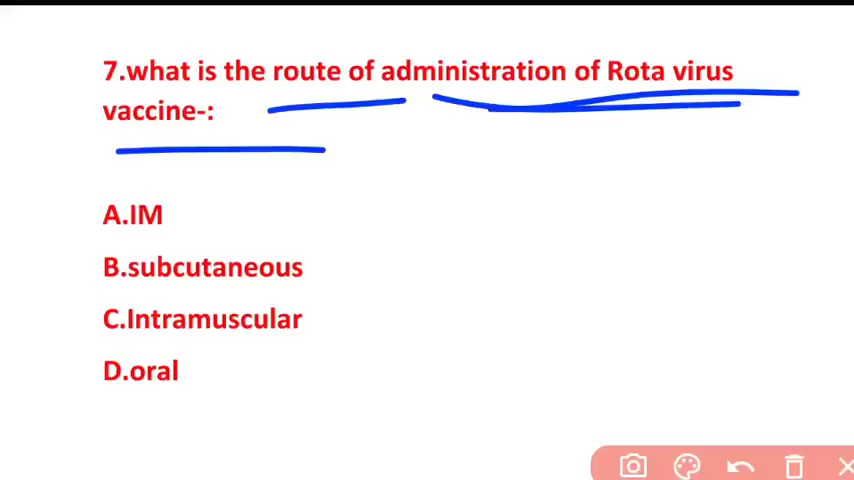 7.what is the route of administration of Rota virus
vaccine-:
A.IM
B.subcutaneous
C.Intramuscular
D.oral